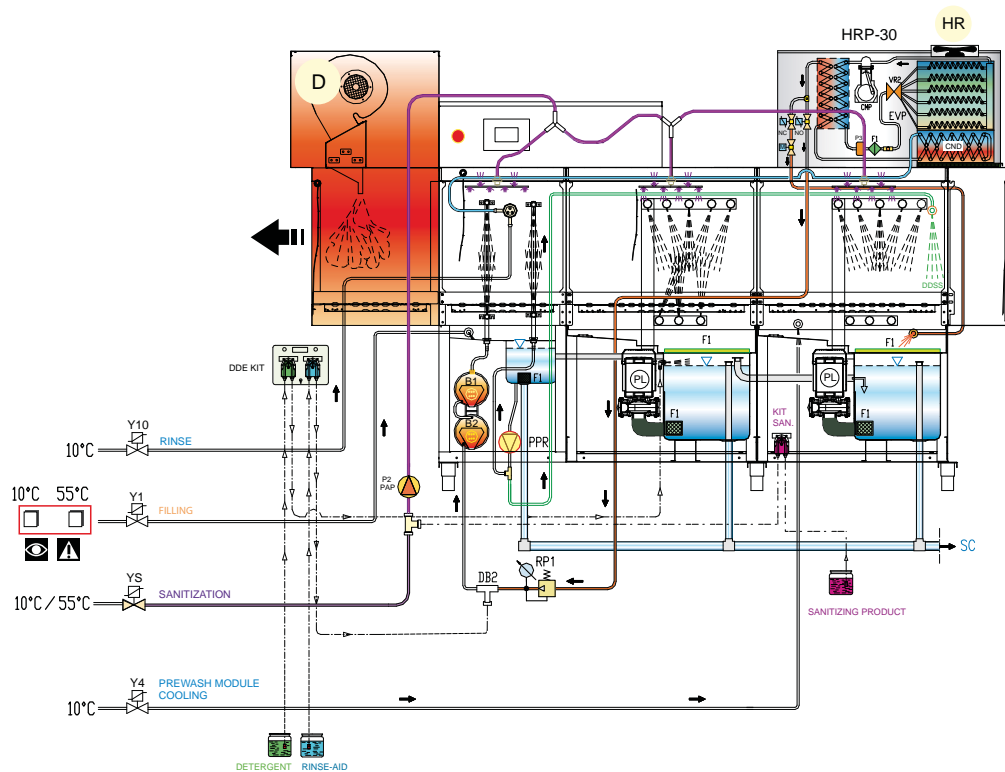 HR
HRP-30
D
VR2
CMP
EVP
NC
NO
P3
F1
M
CND
DDSS
DDE KIT
F1
F1
B1
F1
PL
PL
B2
F1
KIT
SAN.
F1
Y10
RINSE
PPR
10°C
P2
PAP
10°C 55°C
Y1
FILLING
SC
RP1
YS
DB2
SANITIZATION
10°C / 55°C
SANITIZING PRODUCT
Y4
PREWASH MODULE
COOLING
10°C
DETERGENT RINSE-AID